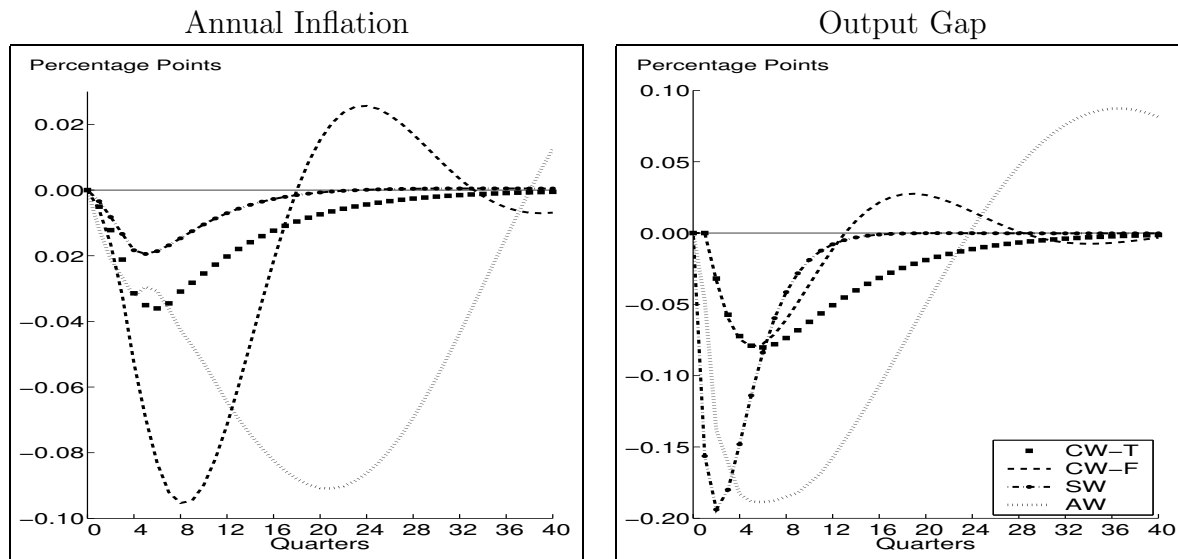 Annual Inflation
Percentage Points
0.02
0.00
0.02
−0.04
−0.06
−0.08
−0.10
0 4 8 12 16 20 24 28 32 36 40
Quarters
Output Gap
Percentage Points
0.10
0.05
0.00
−0.05
−0.10
−0.15
−0.20
0 4 8 12 16 20 24 28 32 36 40
Quarters
CW−T
CW−F
SW
AW